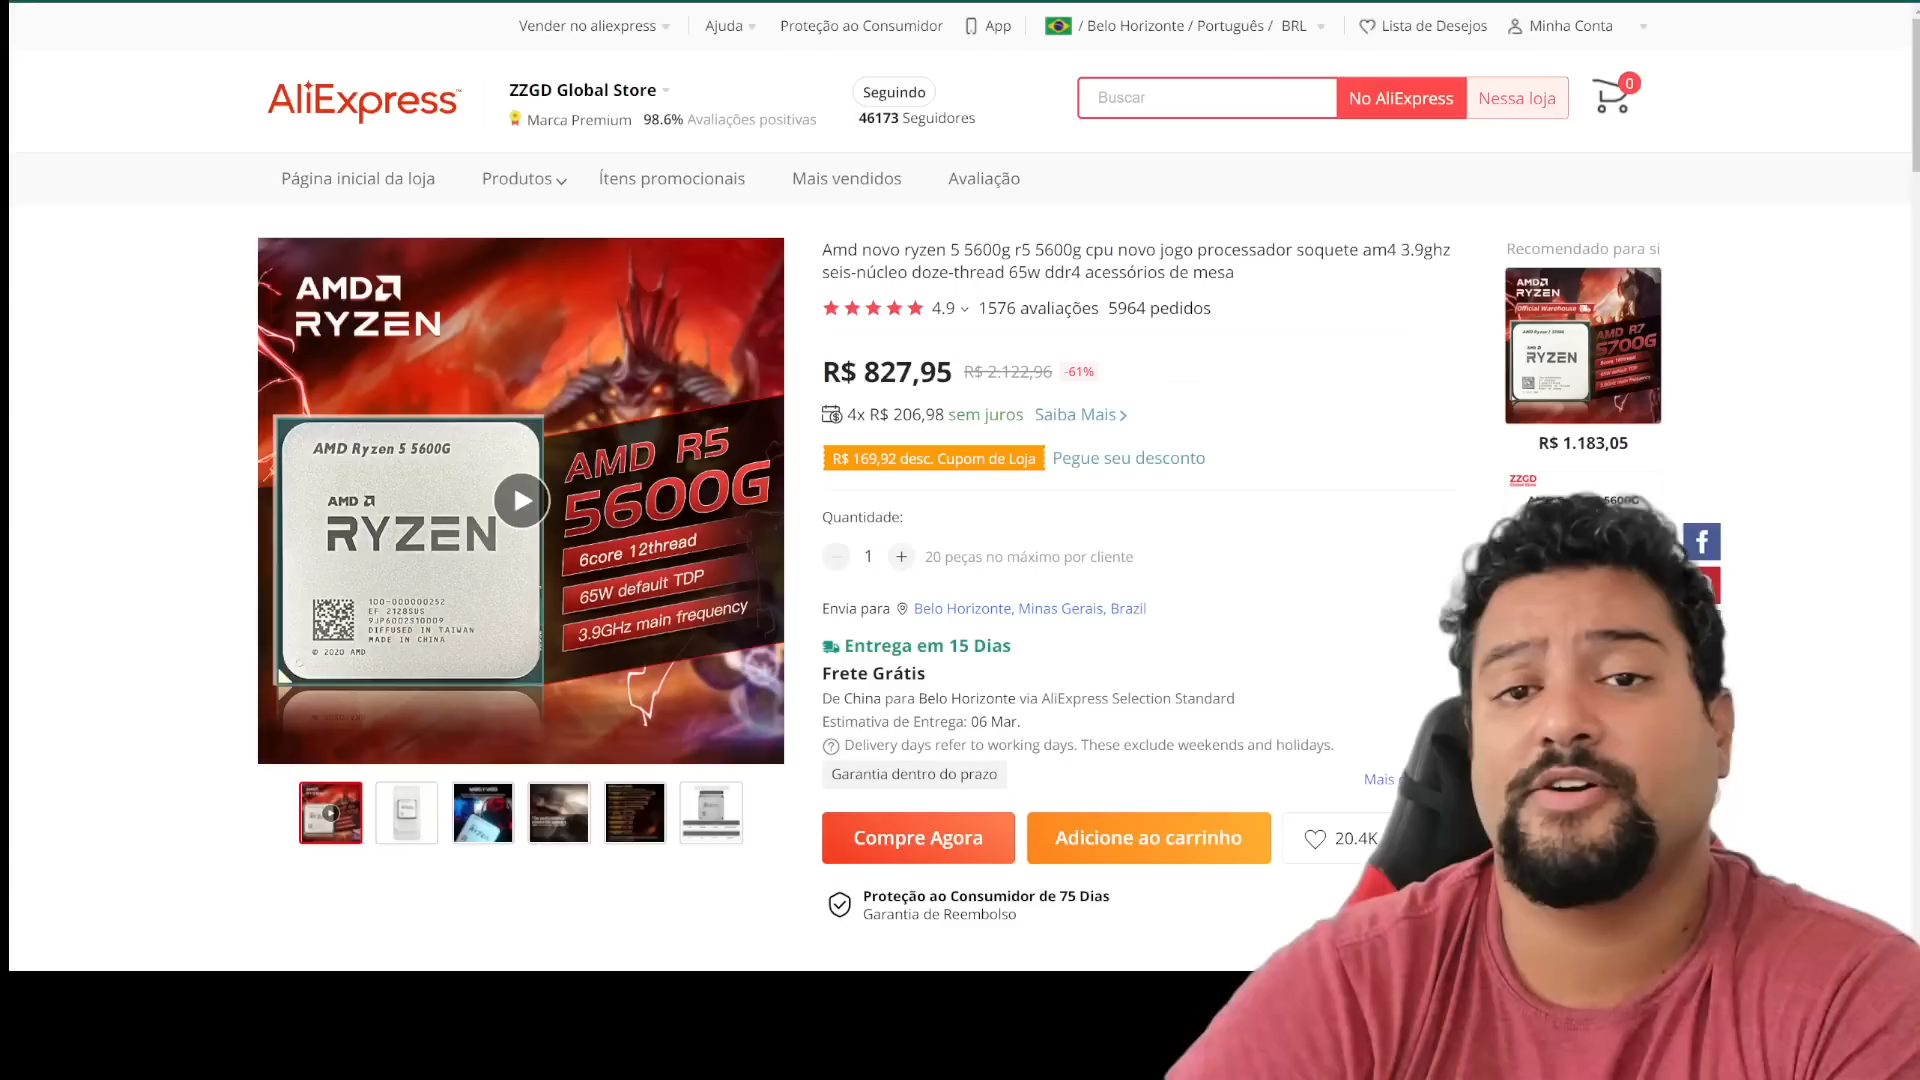 Vender no aliexpress
Ajuda
Proteção ao Consumidor
App
/ Belo Horizonte / Português / BRL
Lista de Desejos
Minha Conta
AliExpress
ZZGD Global Store
Marca Premium 98.6% Avaliações positivas
Seguindo
46173 Seguidores
Buscar
No AliExpress
Nessa loja
0
Página inicial da loja
Produtos
Ítens promocionais
Mais vendidos
Avaliação
AMD
RYZEN
AMD Ryzen 5 5600G
AMD
RYZEN
100-000000252
EF 2128SUS
9JP6002S10009
DIFFUSED IN TAIWAN
MADE IN CHINA
© 2020 AMD
AMD R5
5600G
6core 12thread
65W default TDP
3.9GHz main frequency
Amd novo ryzen 5 5600g r5 5600g cpu novo jogo processador soquete am4 3.9ghz
seis-núcleo doze-thread 65w ddr4 acessórios de mesa
4.9 1576 avaliações 5964 pedidos
R$ 827,95 R$ 2.122,96 -61%
4x R$ 206,98 sem juros Saiba Mais
R$ 169,92 desc. Cupom de Loja Pegue seu desconto
Quantidade:
1 + 20 peças no máximo por cliente
Envia para Belo Horizonte, Minas Gerais, Brazil
Entrega em 15 Dias
Frete Grátis
De China para Belo Horizonte via AliExpress Selection Standard
Estimativa de Entrega: 06 Mar.
Delivery days refer to working days. These exclude weekends and holidays.
Garantia dentro do prazo
Mais
Compre Agora
Adicione ao carrinho
20.4K
Proteção ao Consumidor de 75 Dias
Garantia de Reembolso
Recomendado para si
AMD
RYZEN
Official Warehouse
AMD R7
5700G
RYZEN
R$ 1.183,05
ZZGD
f